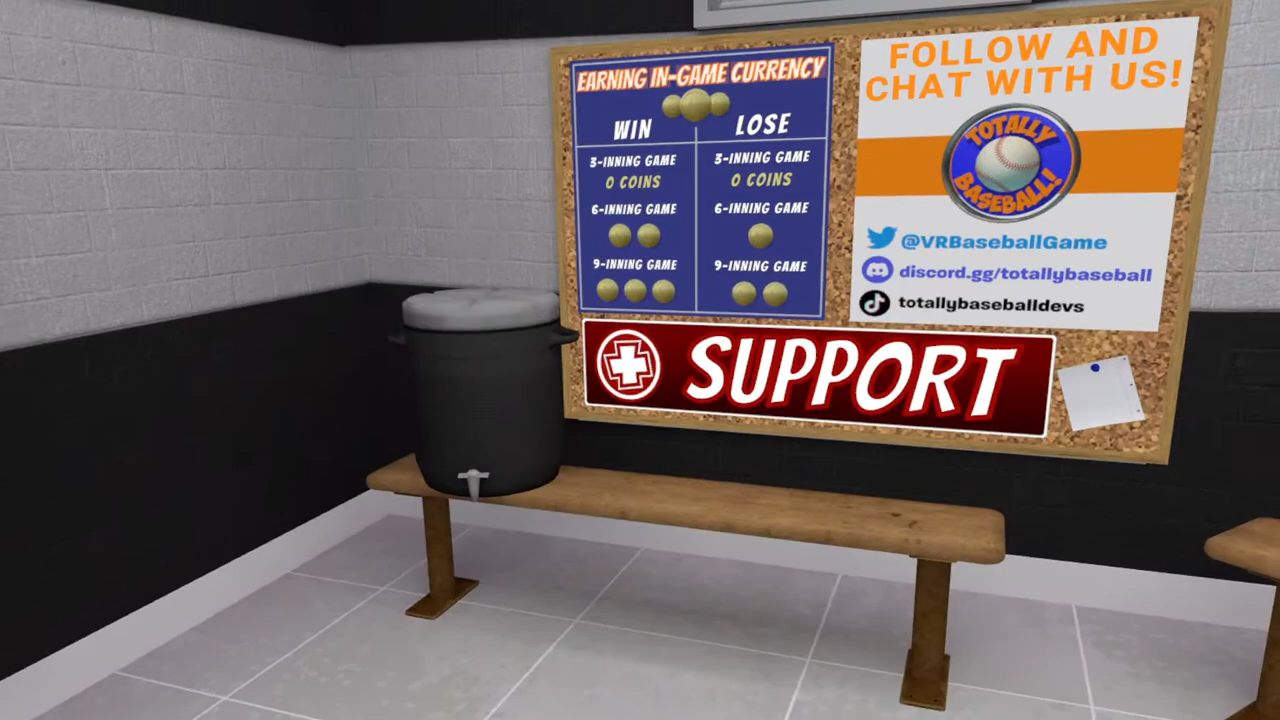 EARNING IN-GAME CURRENCY
WIN
LOSE
3-INNING GAME
0 COINS
3-INNING GAME
0 COINS
6-INNING GAME
6-INNING GAME
9-INNING GAME
9-INNING GAME
FOLLOW AND
CHAT WITH US!
TOTALLY
BASEBALL!
@VRBaseballGame
discord.gg/totallybaseball
totallybaseballdevs
SUPPORT